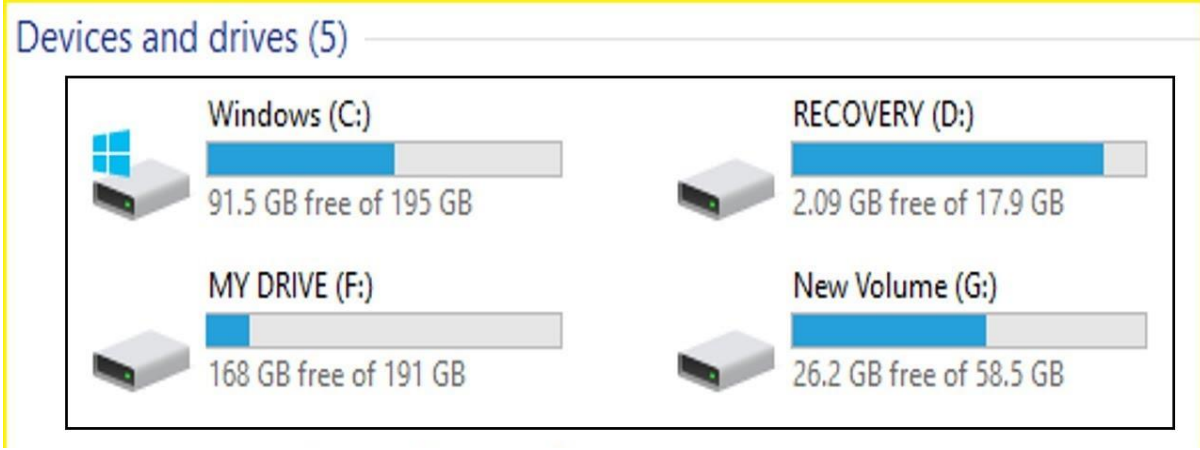 Devices and drives (5)
Windows (C:)
91.5 GB free of 195 GB
RECOVERY (D:)
2.09 GB free of 17.9 GB
MY DRIVE (F:)
168 GB free of 191 GB
New Volume (G:)
26.2 GB free of 58.5 GB